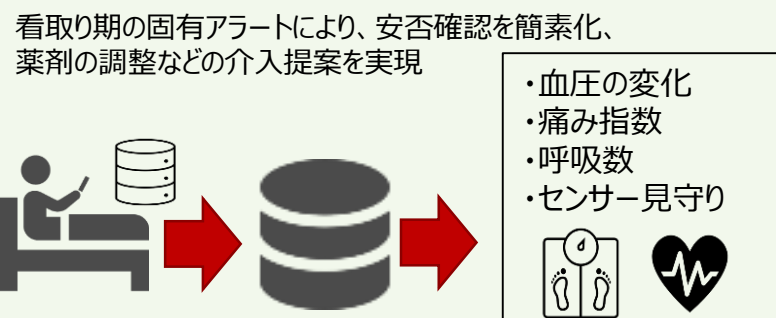 看取り期の固有アラートにより、安否確認を簡素化、
薬剤の調整などの介入提案を実現
・血圧の変化
・痛み指数
・呼吸数
・センサー見守り